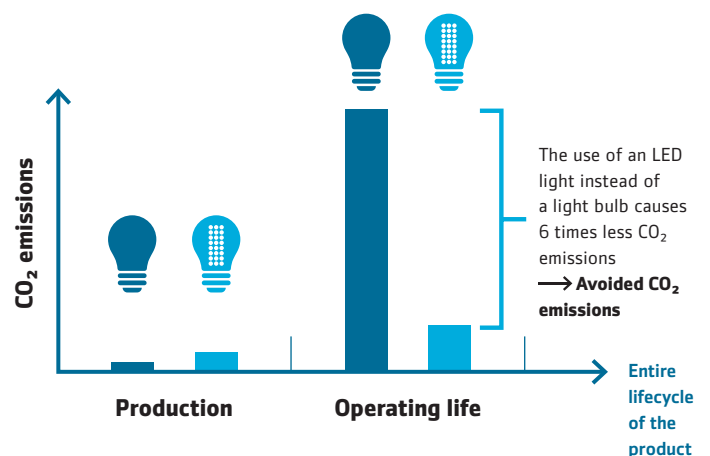 CO₂ emissions
The use of an LED
light instead of
a light bulb causes
6 times less CO₂
emissions
→ Avoided CO₂
emissions
Production
Operating life
Entire
lifecycle
of the
product